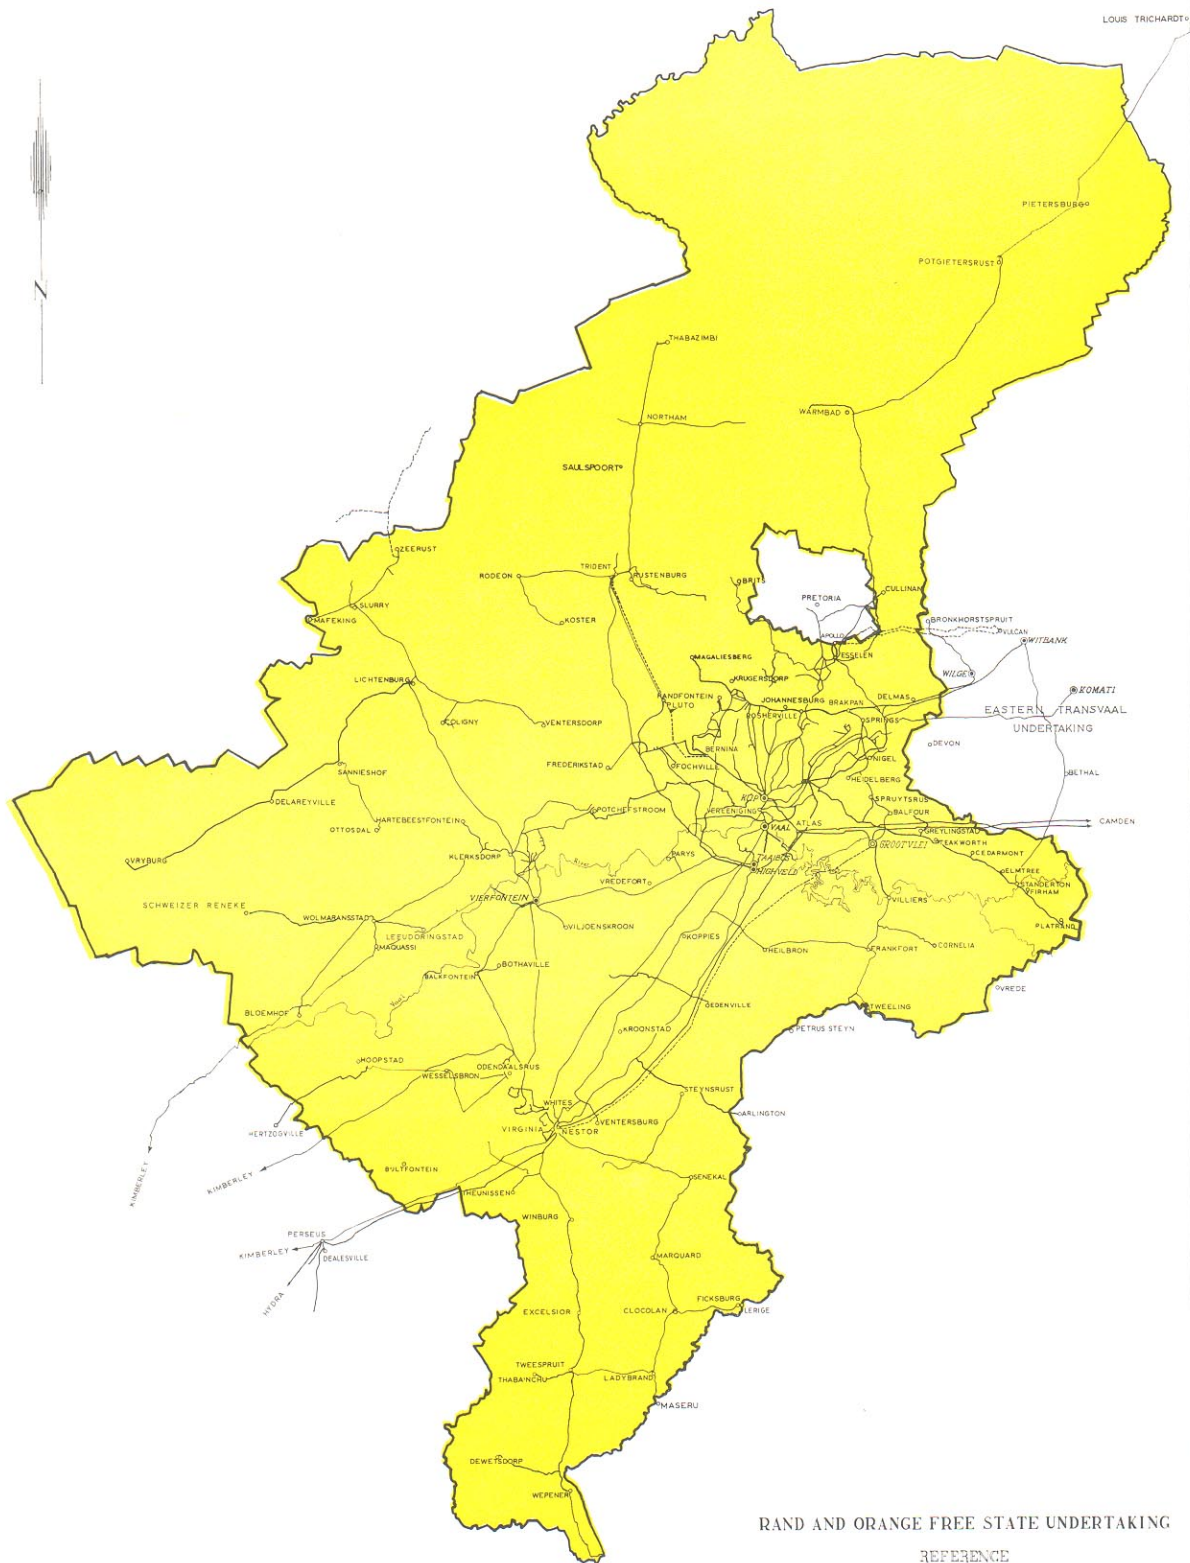 LOUIS TRICHARDT
PIETERSBURG
POTGIETERSRUST
N
THABAZIMBI
WARMBAD
NORTHAM
SAULSPOORT
ZEERUST
TRIDENT
RODEON
RUSTENBURG
BRITS
CULLINAN
PRETORIA
SLURRY
MAFEKING
KOSTER
BRONKHORSTSPRUIT
VULCAN
WITBANK
APOLLO
ESSELEN
MAGALIESBERG
WILGE
KRUGERSDORP
LICHTENBURG
KOMATI
RANDFONTEIN
PLUTO
JOHANNESBURG
BRAKPAN
DELMAS
EASTERN TRANSVAAL
UNDERTAKING
ROSHERVILLE
SPRINGS
COLIGNY
VENTERSDORP
BERNINA
DEVON
NIGEL
FREDERIKSTAD
FOCHVILLE
SANNIESHOF
HEIDELBERG
BETHAL
DELAREYVILLE
KLIP
SPRUYTSRUS
POTCHEFSTROOM
VEREENIGING
BALFOUR
HARTEBEESTFONTEIN
OTTOSDAL
VAAL
ATLAS
GREYLINGSTAD
CAMDEN
TEAKWORTH
GROOTVLEI
CEDARMONT
KLERKSDORP
PARYS
TAAIBOS
HIGHVELD
VRYBURG
ELMTREE
VREDEFORT
STANDERTON
FIRHAM
VIERFONTEIN
VILLIERS
SCHWEIZER RENEKE
WOLMARANSSTAD
VILJOENSKROON
PLATRAND
LEEUDORINGSTAD
KOPPIES
MAQUASSI
HEILBRON
FRANKFORT
CORNELIA
BOTHAVILLE
BALKFONTEIN
VREDE
EDENVILLE
TWEELING
BLOEMHOF
KROONSTAD
PETRUS STEYN
HOOPSTAD
ODENDAALSRUS
WESSELSBRON
STEYNSRUST
WHITES
ARLINGTON
VENTERSBURG
HERTZOGVILLE
VIRGINIA
NESTOR
BULTFONTEIN
KIMBERLEY
KIMBERLEY
SENEKAL
THEUNISSEN
WINBURG
PERSEUS
KIMBERLEY
DEALESVILLE
MARQUARD
HYDRA
FICKSBURG
EXCELSIOR
CLOCOLAN
LERIGE
TWEESPRUIT
THABA'NCHU
LADYBRAND
MASERU
DEWETSDORP
WEPENER
RAND AND ORANGE FREE STATE UNDERTAKING
REFERENCE